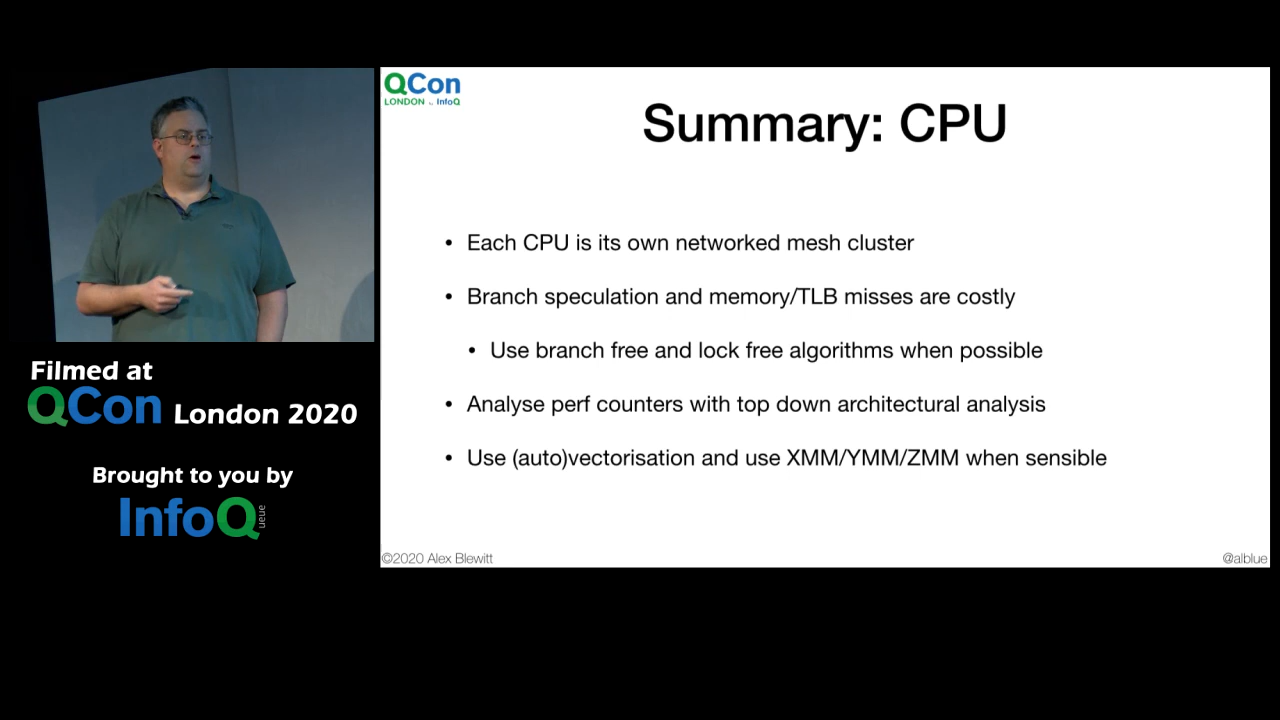 QCon
LONDON by InfoQ
Summary: CPU
• Each CPU is its own networked mesh cluster
• Branch speculation and memory/TLB misses are costly
• Use branch free and lock free algorithms when possible
• Analyse perf counters with top down architectural analysis
• Use (auto)vectorisation and use XMM/YMM/ZMM when sensible
©2020 Alex Blewitt
@alblue
Filmed at
QCon London 2020
Brought to you by
InfoQ
ueue